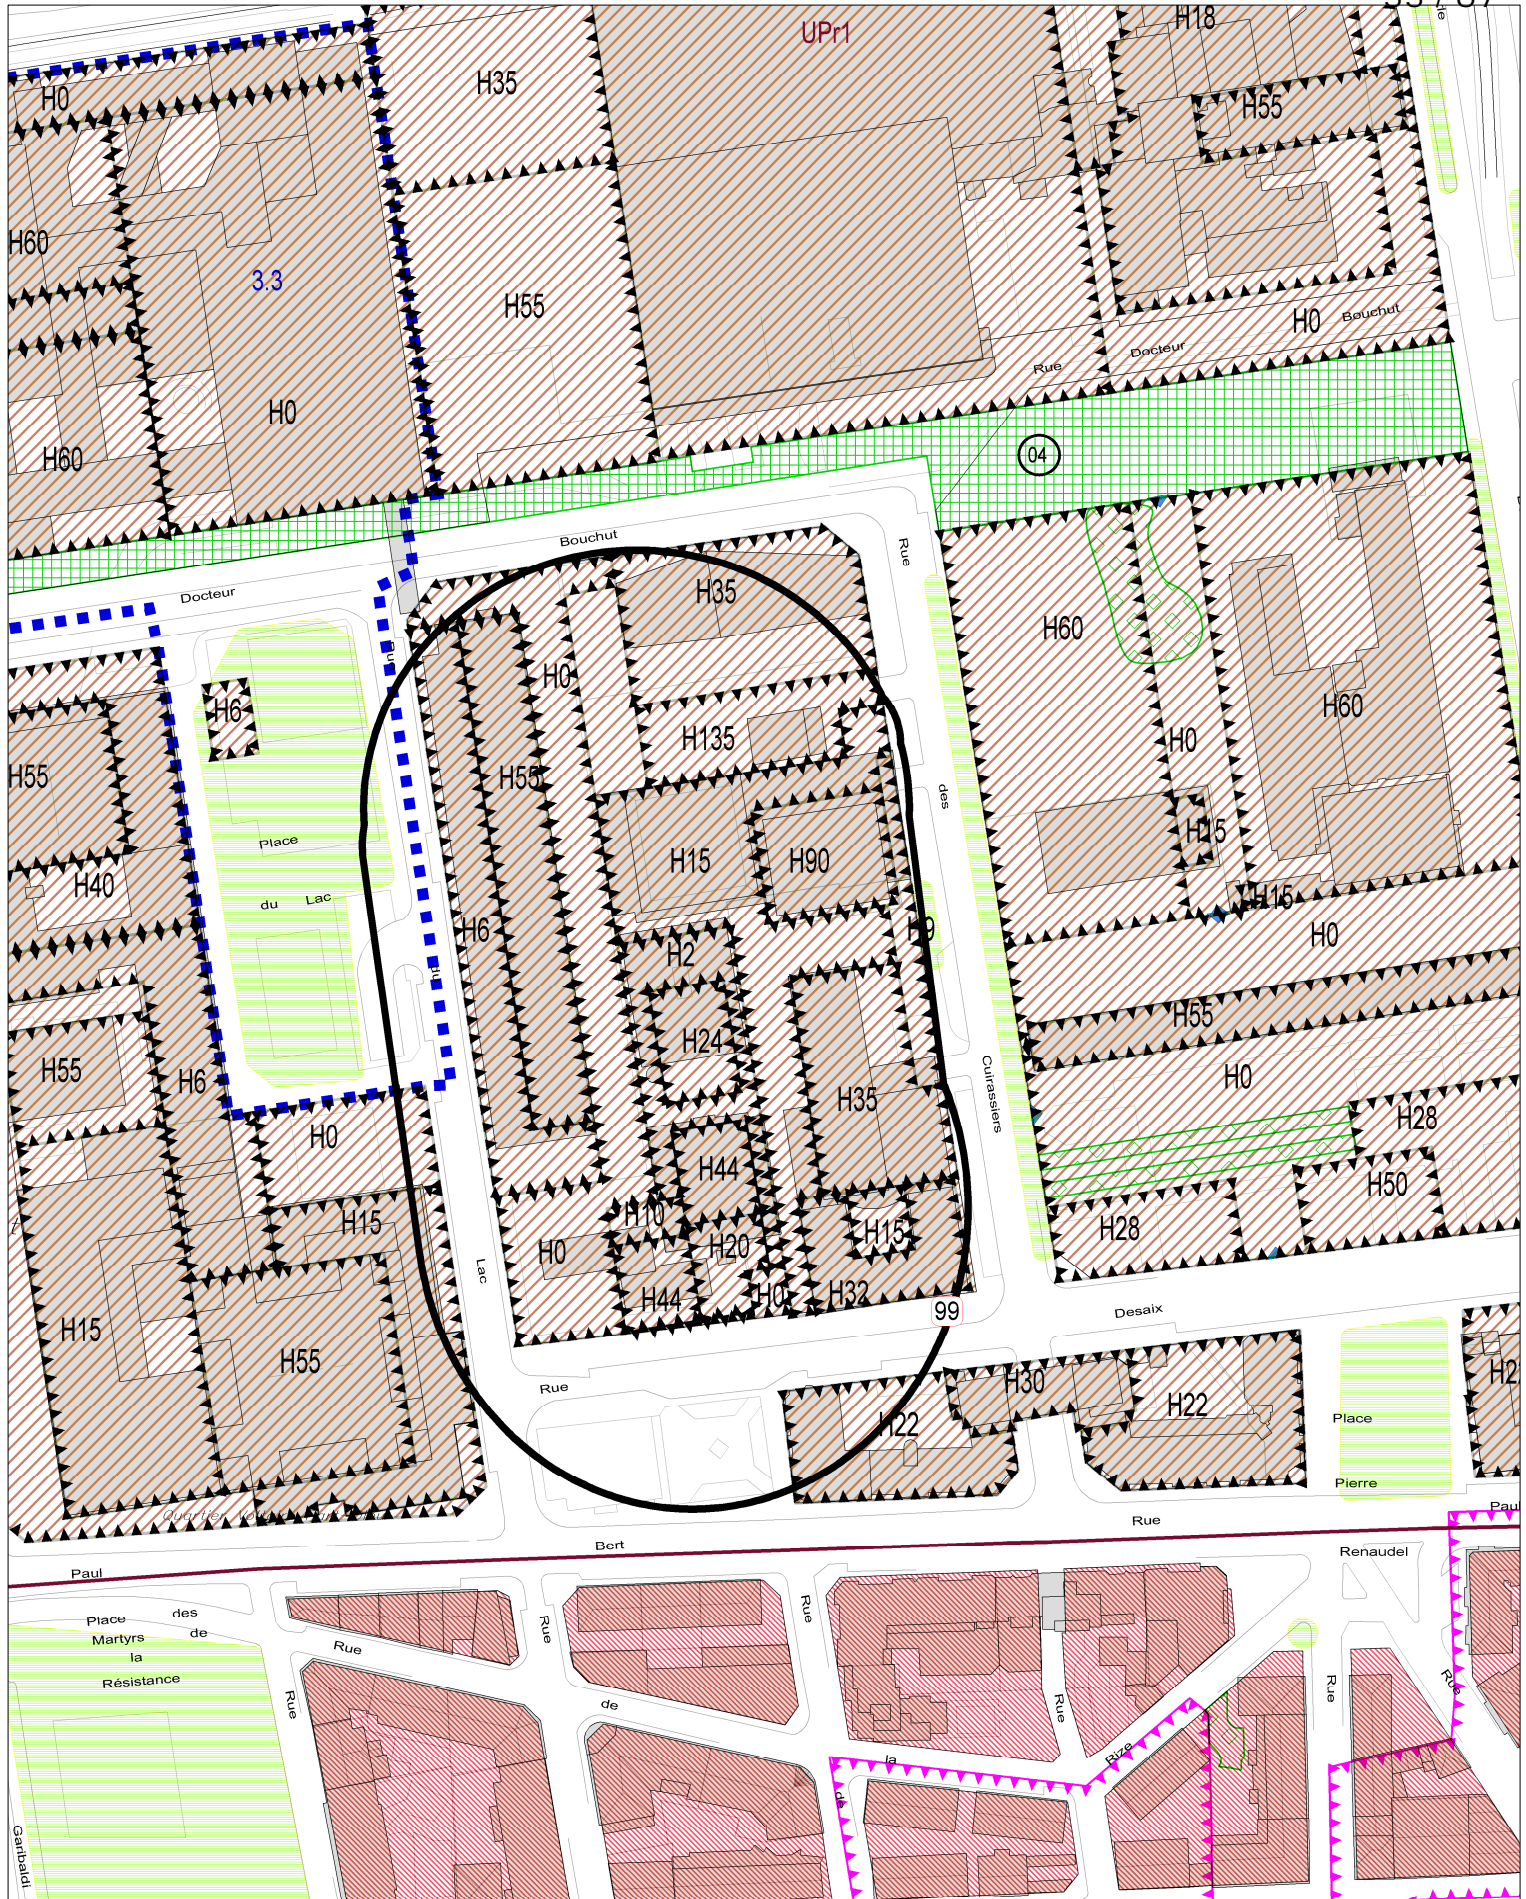 UPr1
H18
H35
H0
H55
H60
3.3
H55
H0
Bouchut
Docteur
Rue
H0
H60
04
Bouchut
Rue
Docteur
H35
H60
Rue
H0
H6
H60
H135
H0
H55
H55
des
H15
Place
H15
H90
H40
H15
du
Lac
H6
H9
H0
H2
du
H24
H55
H55
H6
H0
Cuirassiers
H35
H28
H0
H44
H50
H15
H10
H15
H28
H0
H20
Lac
H0
H32
H44
99
Desaix
H15
H55
Rue
H30
H22
H22
Place
Pierre
Paul
Rue
Bert
Renaudel
Paul
Place
des
Martyrs
de
la
Résistance
Rue
Rue
Rue
Rue
Rue
Rue
Rue
de
la
Rize
de
Garibaldi